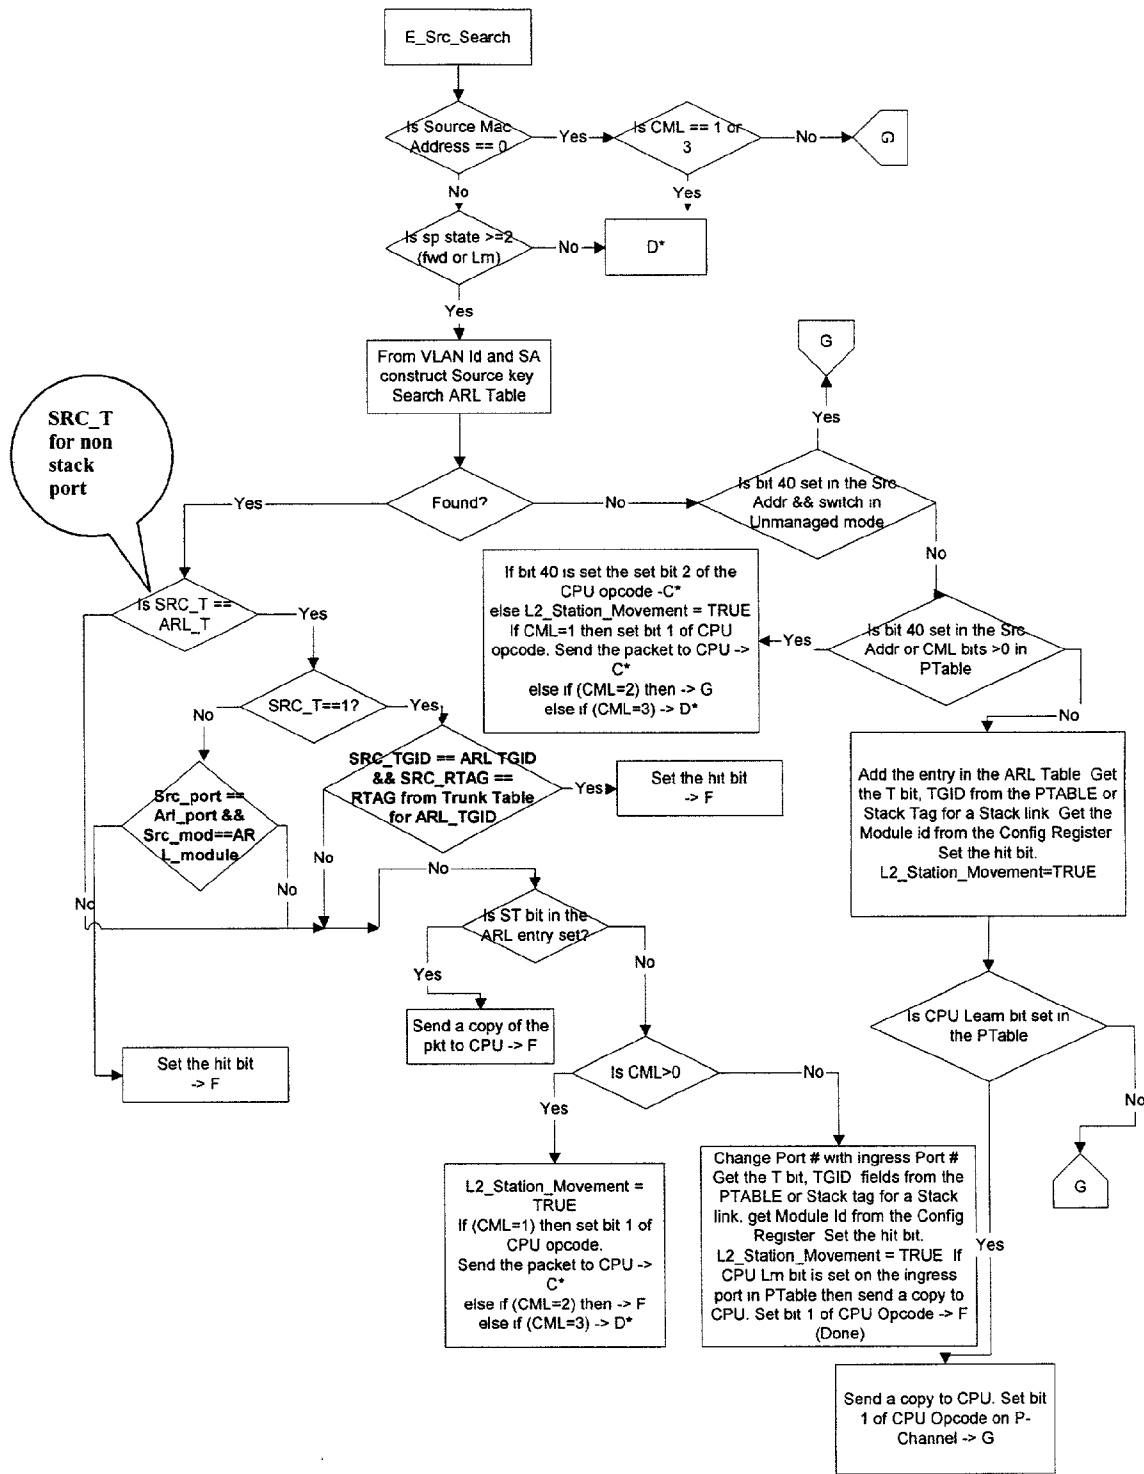 E_Src_Search
Is Source Mac
Address == 0
Yes
Is CML == 1 or
3
No
G
No
Yes
Is sp state >=2
(fwd or Lrn)
No
D*
Yes
From VLAN Id and SA
construct Source key
Search ARL Table
G
SRC_T
for non
stack
port
Yes
Yes
Found?
No
Is bit 40 set in the Src
Addr && switch in
Unmanaged mode
No
If bit 40 is set the set bit 2 of the
CPU opcode -C*
else L2_Station_Movement = TRUE
If CML=1 then set bit 1 of CPU
opcode. Send the packet to CPU ->
C*
else if (CML=2) then -> G
else if (CML=3) -> D*
Is SRC_T ==
ARL_T
Yes
Yes
Is bit 40 set in the Src
Addr or CML bits >0 in
PTable
SRC_T==1?
No
Yes
No
SRC_TGID == ARL TGID
&& SRC_RTAG ==
RTAG from Trunk Table
for ARL_TGID
Yes
Set the hit bit
-> F
Add the entry in the ARL Table Get
the T bit, TGID from the PTABLE or
Stack Tag for a Stack link Get the
Module id from the Config Register
Set the hit bit.
L2_Station_Movement=TRUE
Src_port ==
Arl_port &&
Src_mod==AR
L_module
No
No
No
No
Is ST bit in the
ARL entry set?
Yes
No
Send a copy of the
pkt to CPU -> F
Is CPU Learn bit set in
the PTable
Set the hit bit
-> F
Is CML>0
No
Yes
No
L2_Station_Movement =
TRUE
If (CML=1) then set bit 1 of
CPU opcode.
Send the packet to CPU ->
C*
else if (CML=2) then -> F
else if (CML=3) -> D*
Change Port # with ingress Port #
Get the T bit, TGID fields from the
PTABLE or Stack tag for a Stack
link. get Module Id from the Config
Register Set the hit bit.
L2_Station_Movement = TRUE If
CPU Lrn bit is set on the ingress
port in PTable then send a copy to
CPU. Set bit 1 of CPU Opcode -> F
(Done)
G
Yes
Send a copy to CPU. Set bit
1 of CPU Opcode on P-
Channel -> G